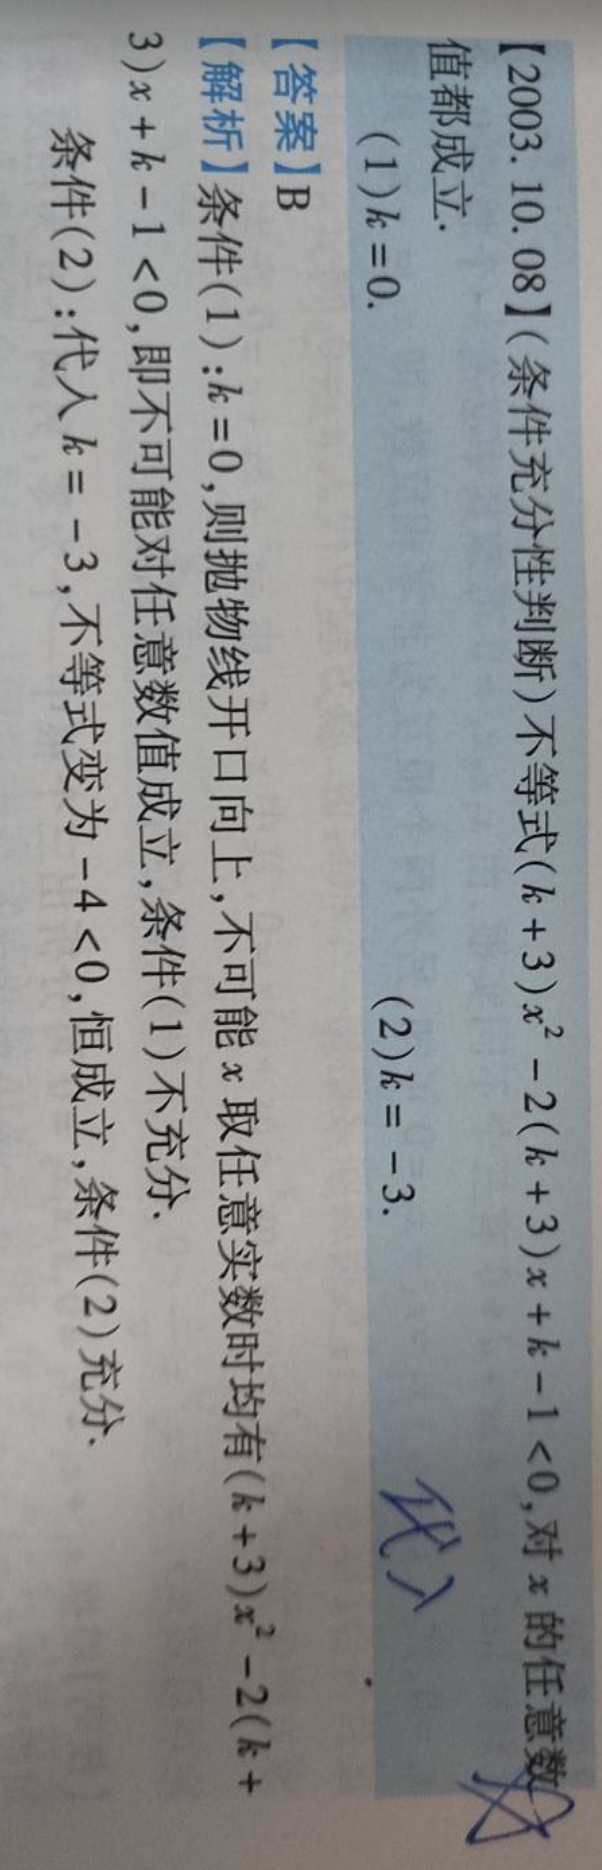 【2003.10.08】(条件充分性判断)不等式(k+3)x²-2(k+3)x+k-1<0,对x的任意数
值都成立.
(1)k=0. (2)k=-3.
代入
【答案】B
【解析】条件(1):k=0,则抛物线开口向上,不可能x取任意实数时均有(k+3)x²-2(k+
3)x+k-1<0,即不可能对任意数值成立,条件(1)不充分.
条件(2):代入k=-3,不等式变为-4<0,恒成立,条件(2)充分.